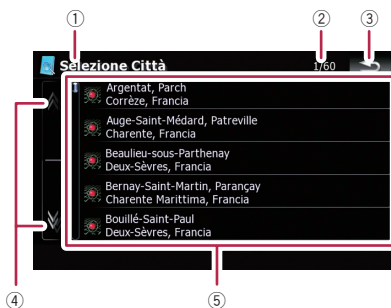 ① ② ③
Selezione Città 1/60
Argentat, Parch
Corrèze, Francia
Auge-Saint-Médard, Patreville
Charente, Francia
Beaulieu-sous-Parthenay
Deux-Sèvres, Francia
Bernay-Saint-Martin, Parançay
Charente Marittima, Francia
Bouillé-Saint-Paul
Deux-Sèvres, Francia
④ ⑤